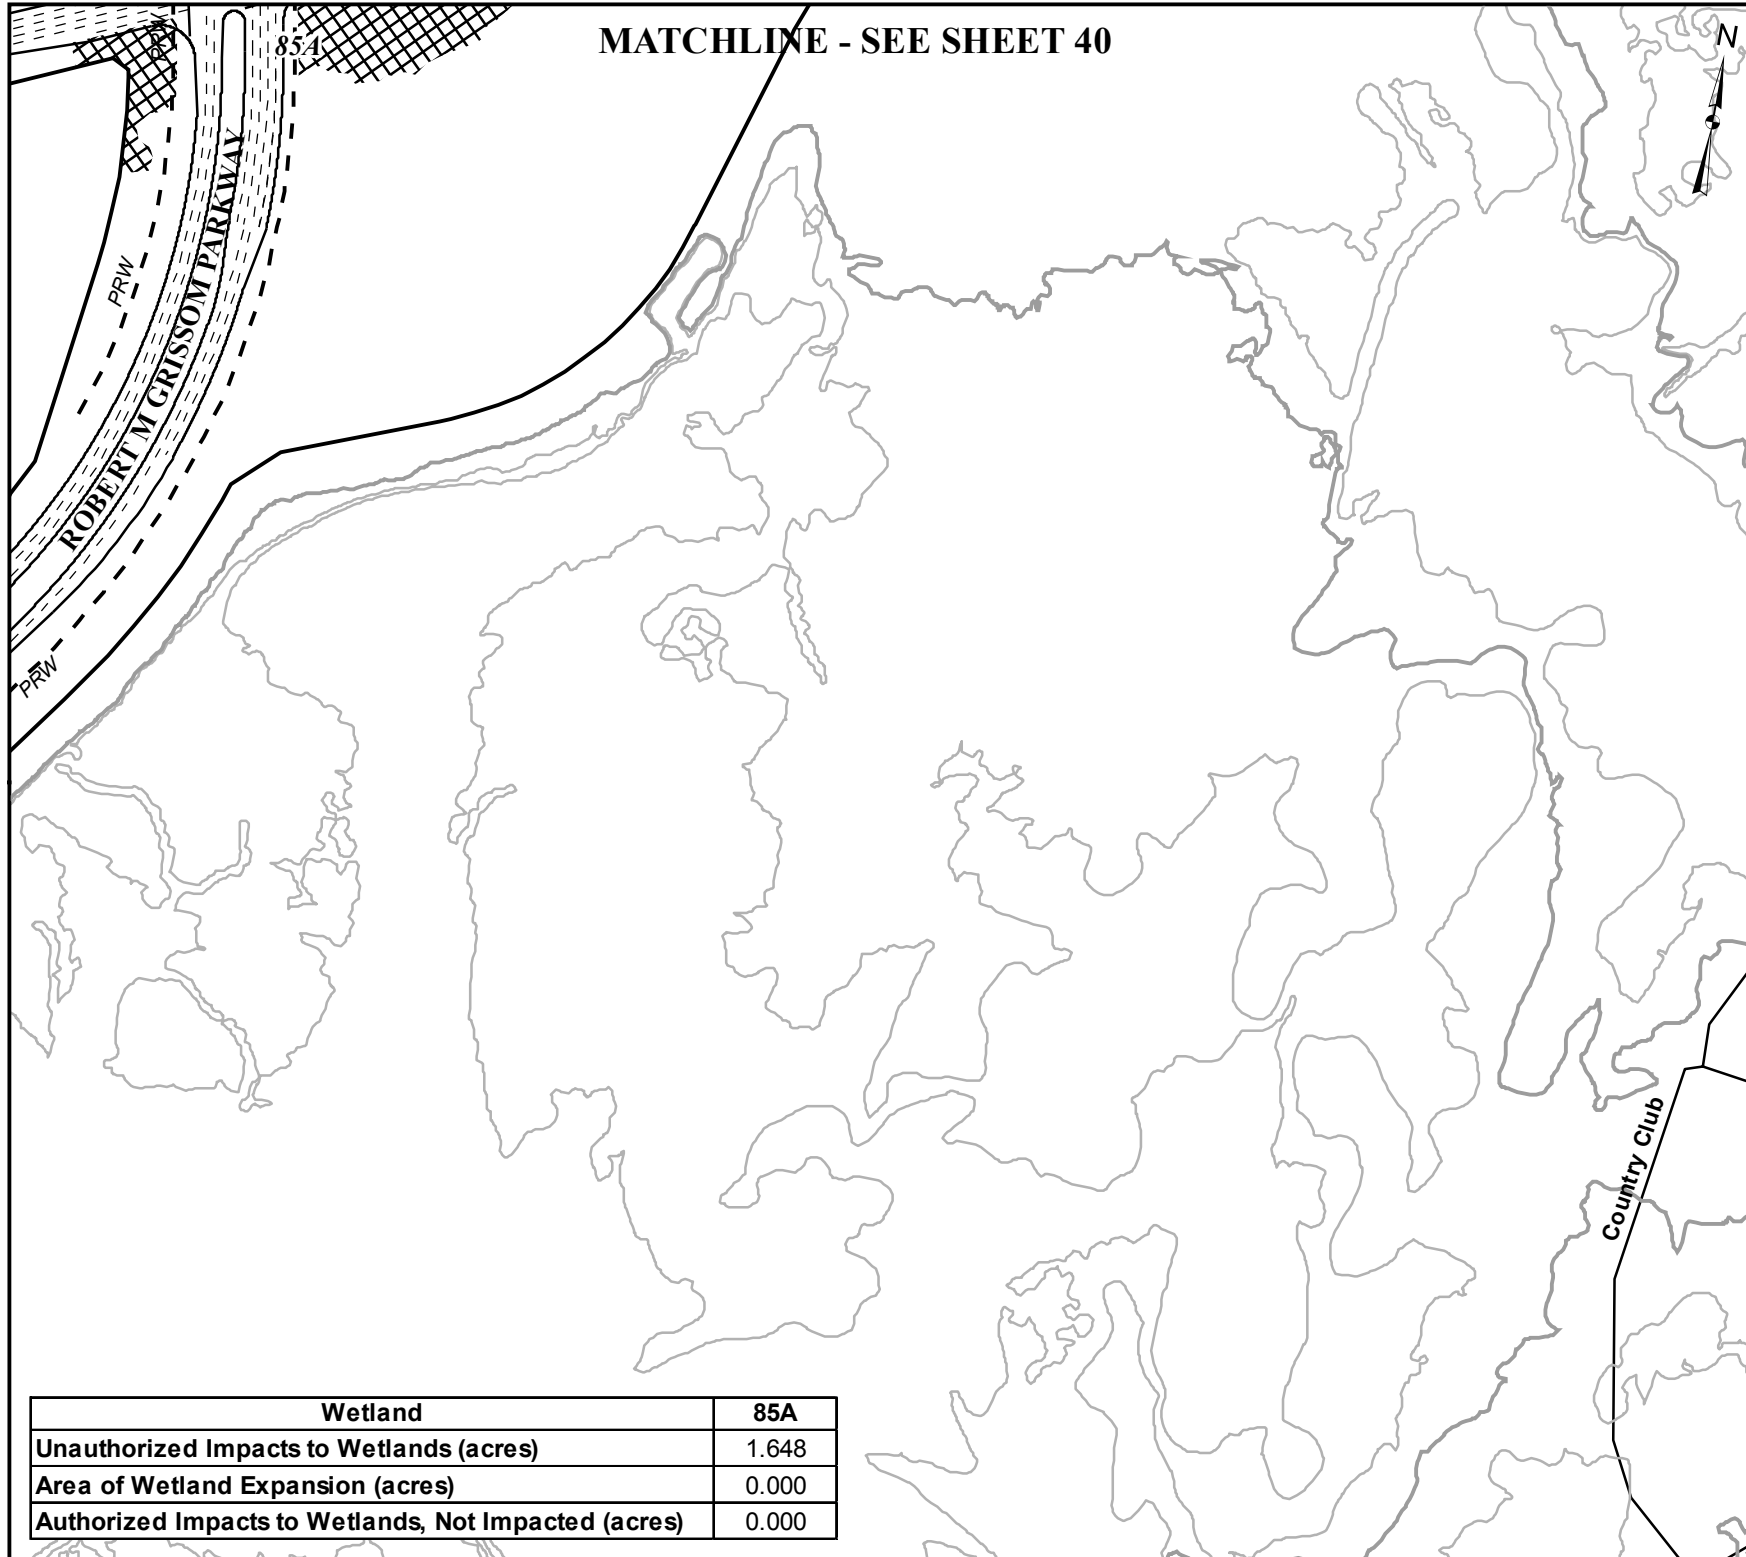 MATCHLINE - SEE SHEET 40
N
85A
PRW
ROBERT M GRISSOM PARKWAY
PRW
PRW
Country Club
Wetland 85A
Unauthorized Impacts to Wetlands (acres) 1.648
Area of Wetland Expansion (acres) 0.000
Authorized Impacts to Wetlands, Not Impacted (acres) 0.000